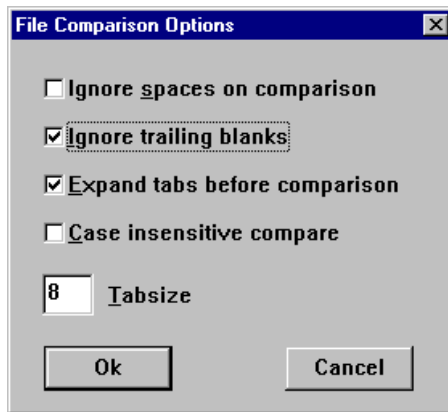 File Comparison Options
Ignore spaces on comparison
Ignore trailing blanks
Expand tabs before comparison
Case insensitive compare
8 Tabsize
Ok Cancel